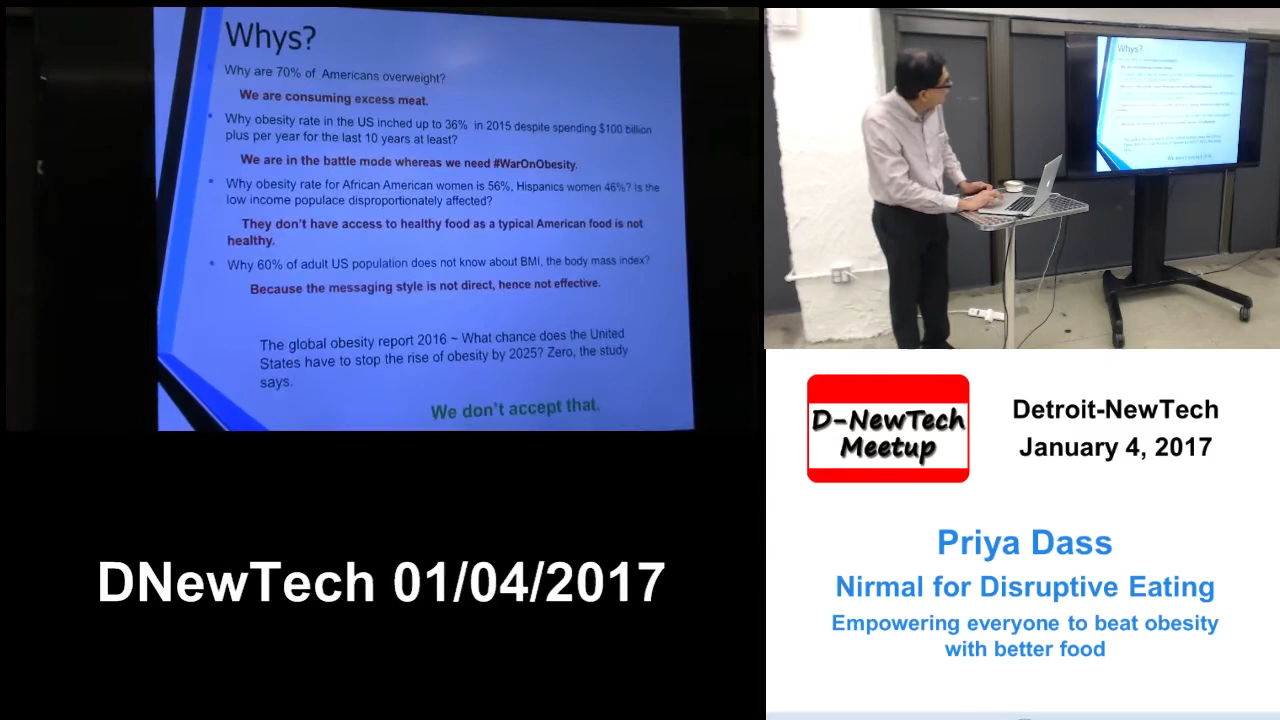 Whys?
Why are 70% of Americans overweight?
We are consuming excess meat.
Why obesity rate in the US inched up to 36% in 2015 despite spending $100 billion
plus per year for the last 10 years at least?
We are in the battle mode whereas we need #WarOnObesity.
Why obesity rate for African American women is 56%, Hispanics women 46%? Is the
low income populace disproportionately affected?
They don't have access to healthy food as a typical American food is not
healthy.
Why 60% of adult US population does not know about BMI, the body mass index?
Because the messaging style is not direct, hence not effective.
The global obesity report 2016 ~ What chance does the United
States have to stop the rise of obesity by 2025? Zero, the study
says.
We don't accept that.
DNewTech 01/04/2017
Whys?
D-NewTech
Meetup
Detroit-NewTech
January 4, 2017
Priya Dass
Nirmal for Disruptive Eating
Empowering everyone to beat obesity
with better food